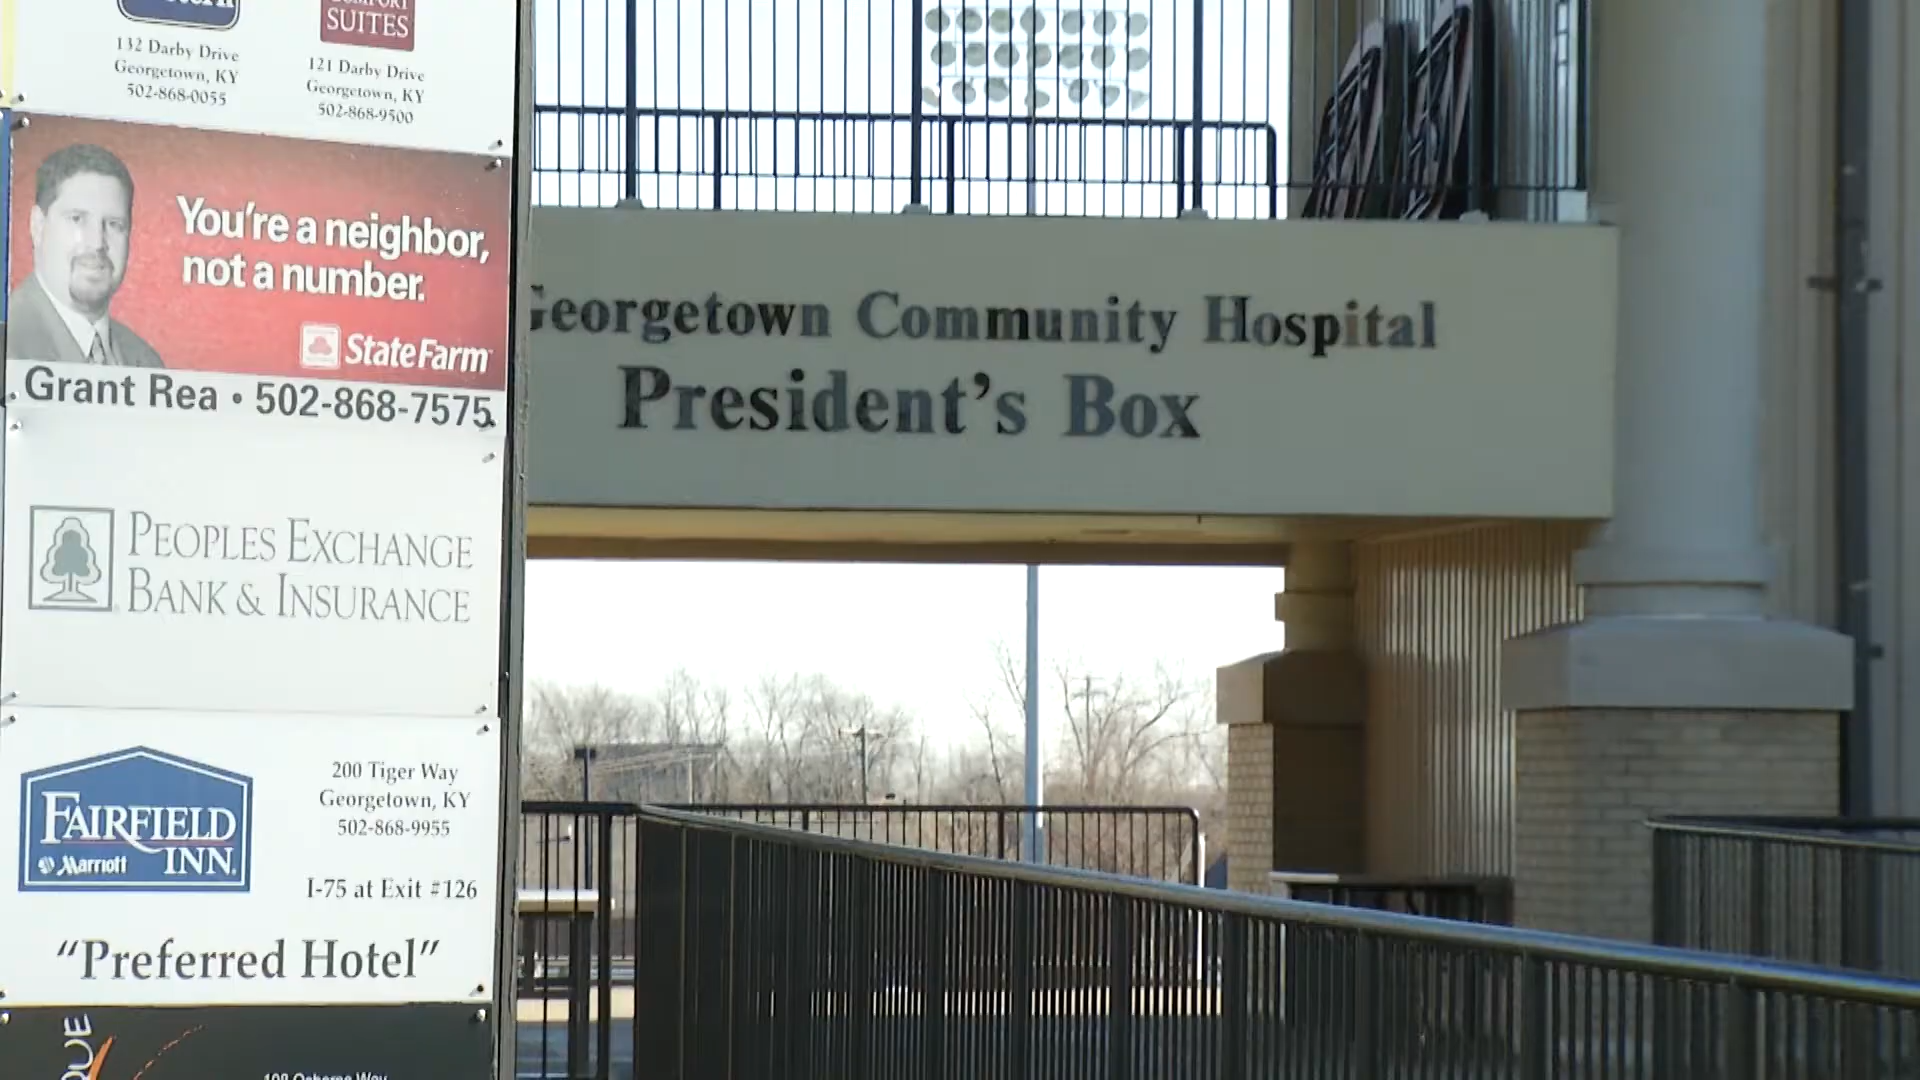 132 Darby Drive
Georgetown, KY
502-868-0055
SUITES
121 Darby Drive
Georgetown, KY
502-868-9500
You're a neighbor,
not a number.
State Farm
Grant Rea • 502-868-7575
PEOPLES EXCHANGE
BANK & INSURANCE
FAIRFIELD
INN.
Marriott
200 Tiger Way
Georgetown, KY
502-868-9955
I-75 at Exit #126
"Preferred Hotel"
Georgetown Community Hospital
President's Box